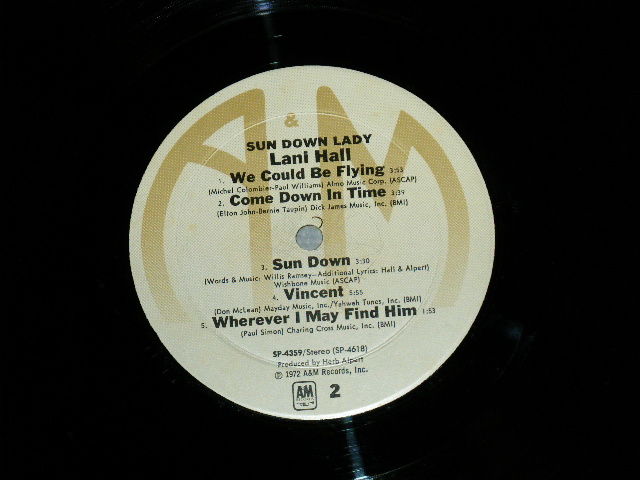 A&M
SUN DOWN LADY
Lani Hall
1. We Could Be Flying 3:53
(Michel Colombier-Paul Williams) Almo Music Corp. (ASCAP)
2. Come Down In Time 3:39
(Elton John-Bernie Taupin) Dick James Music, Inc. (BMI)
3. Sun Down 3:30
(Words & Music: Willis Ramsey—Additional Lyrics: Hall & Alpert)
Wishbone Music (ASCAP)
4. Vincent 5:55
(Don McLean) Mayday Music, Inc./Yahweh Tunes, Inc. (BMI)
5. Wherever I May Find Him 1:53
(Paul Simon) Charing Cross Music, Inc. (BMI)
SP-4359/Stereo (SP-4618)
Produced by Herb Alpert
℗ 1972 A&M Records, Inc.
AM
RECORDS
2